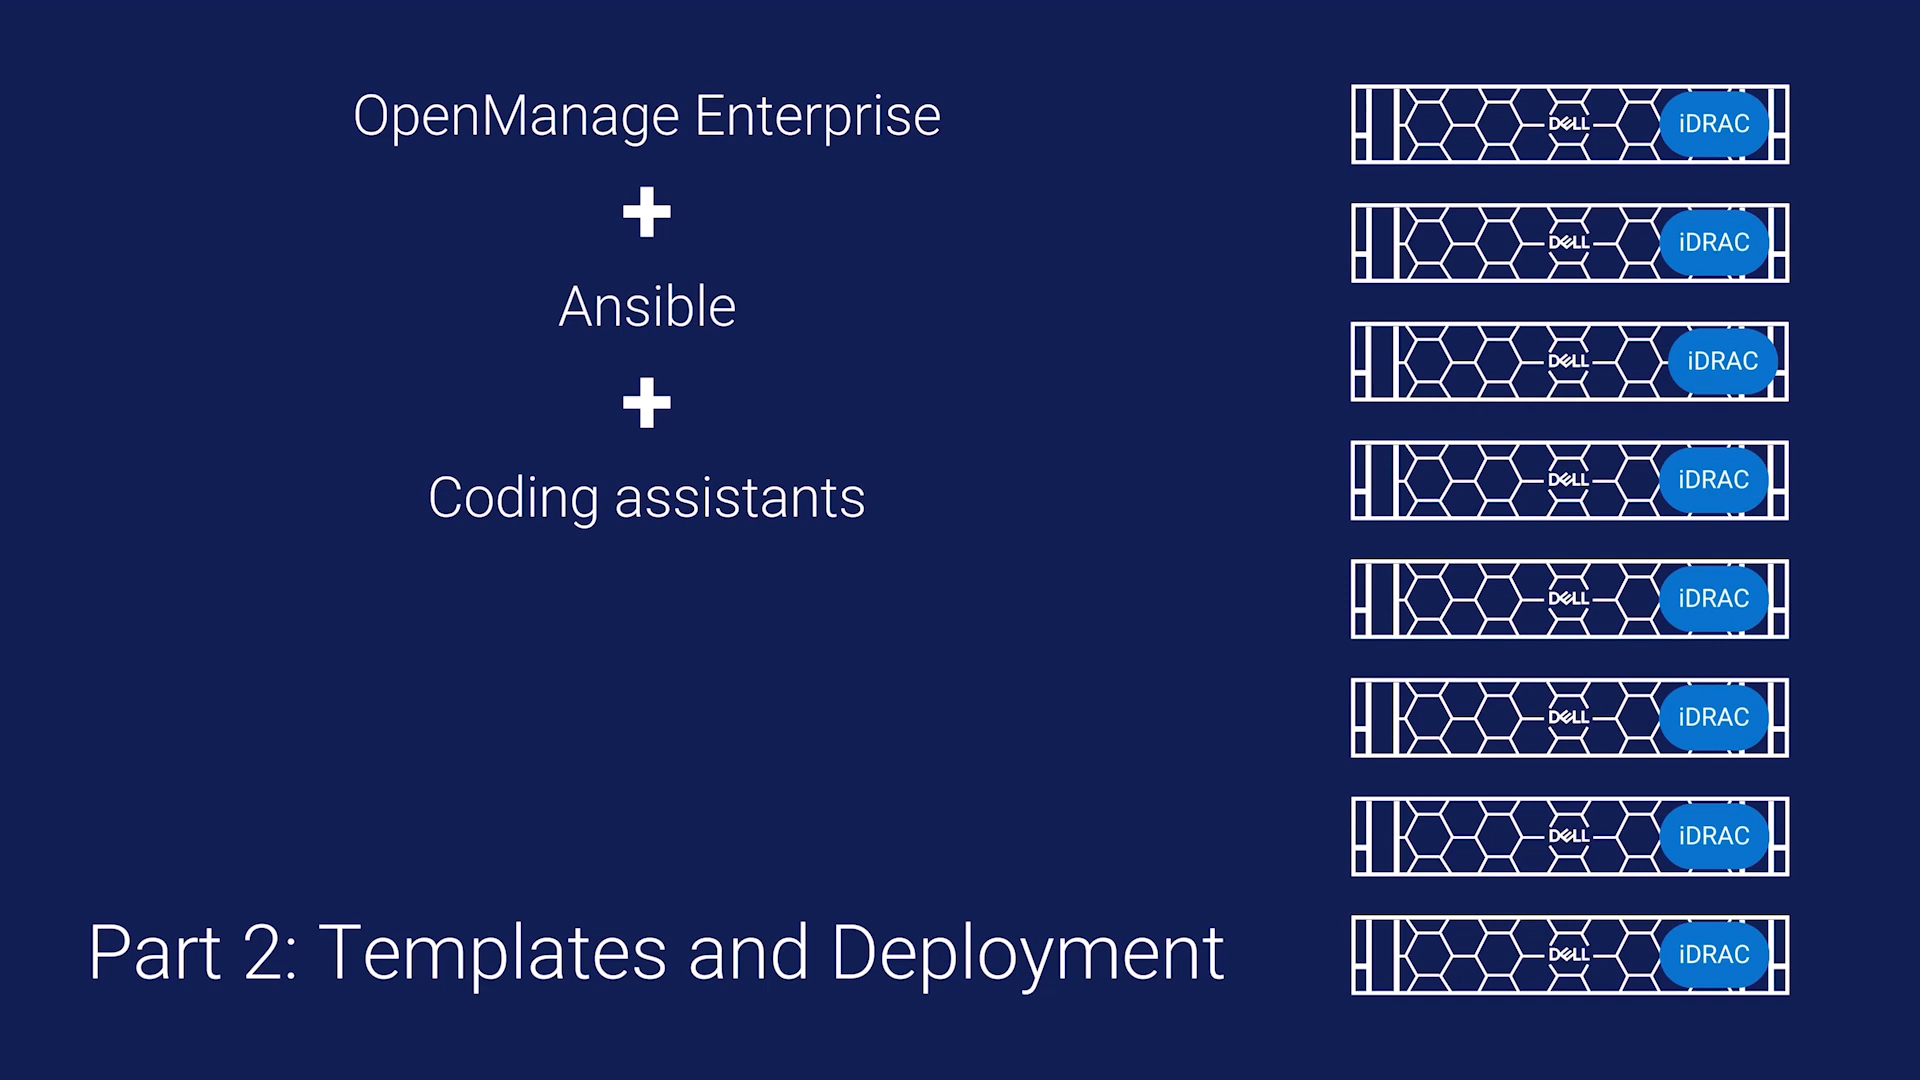 OpenManage Enterprise
+
Ansible
+
Coding assistants
Part 2: Templates and Deployment
DELL iDRAC
DELL iDRAC
DELL iDRAC
DELL iDRAC
DELL iDRAC
DELL iDRAC
DELL iDRAC
DELL iDRAC